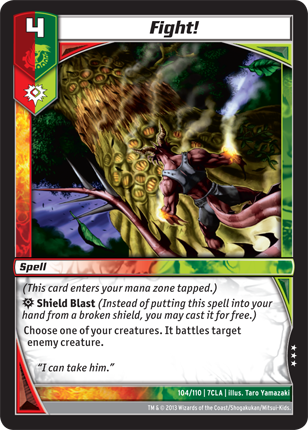 4
Fight!
Spell
(This card enters your mana zone tapped.)
Shield Blast (Instead of putting this spell into
your hand from a broken shield, you may cast it for free.)
Choose one of your creatures. It battles target
enemy creature.
"I can take him."
104/110 | 7CLA | illus. Taro Yamazaki
TM & © 2013 Wizards of the Coast/Shogakukan/Mitsui-Kids.